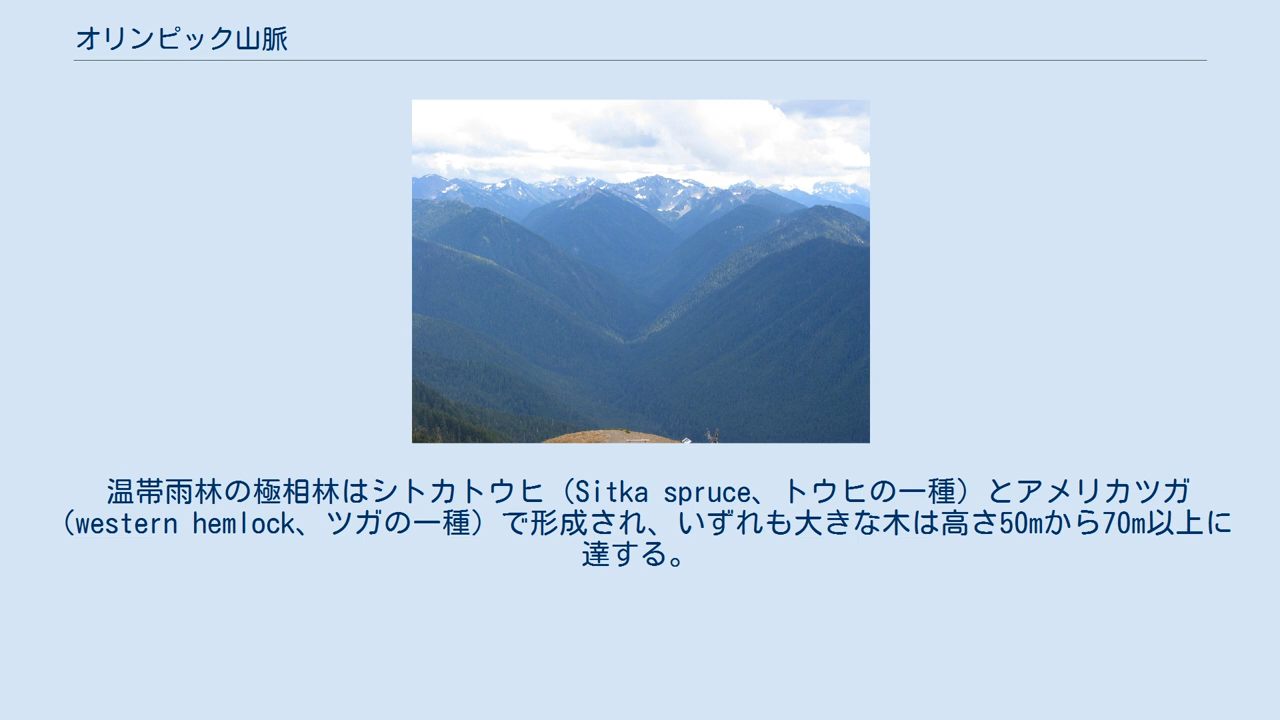 オリンピック山脈
温帯雨林の極相林はシトカトウヒ（Sitka spruce、トウヒの一種）とアメリカツガ
（western hemlock、ツガの一種）で形成され、いずれも大きな木は高さ50mから70m以上に
達する。